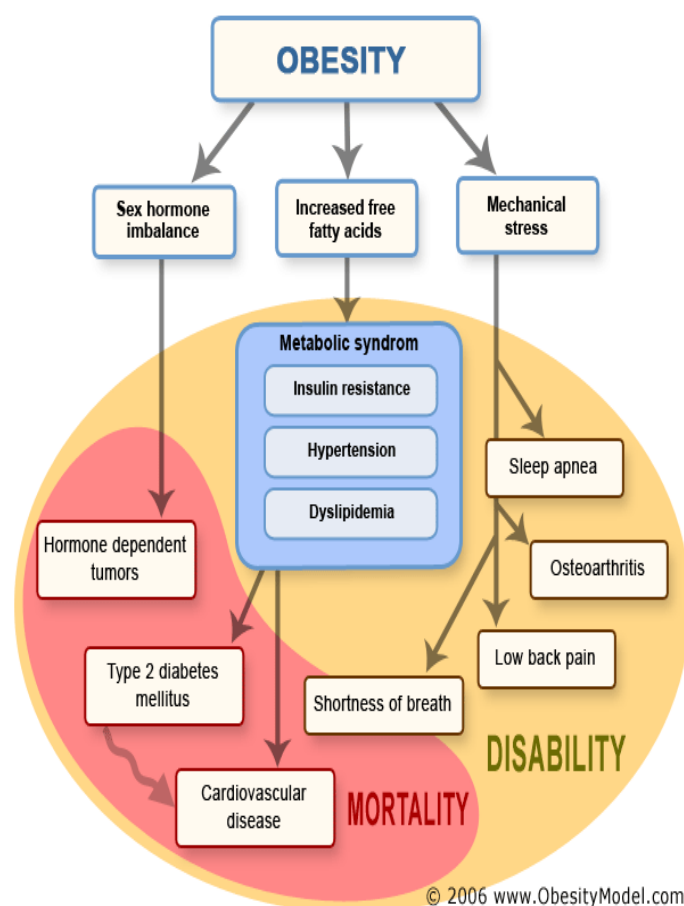 OBESITY
Sex hormone
imbalance
Increased free
fatty acids
Mechanical
stress
Metabolic syndrom
Insulin resistance
Hypertension
Dyslipidemia
Sleep apnea
Hormone dependent
tumors
Osteoarthritis
Low back pain
Type 2 diabetes
mellitus
Shortness of breath
DISABILITY
Cardiovascular
disease
MORTALITY
© 2006 www.ObesityModel.com